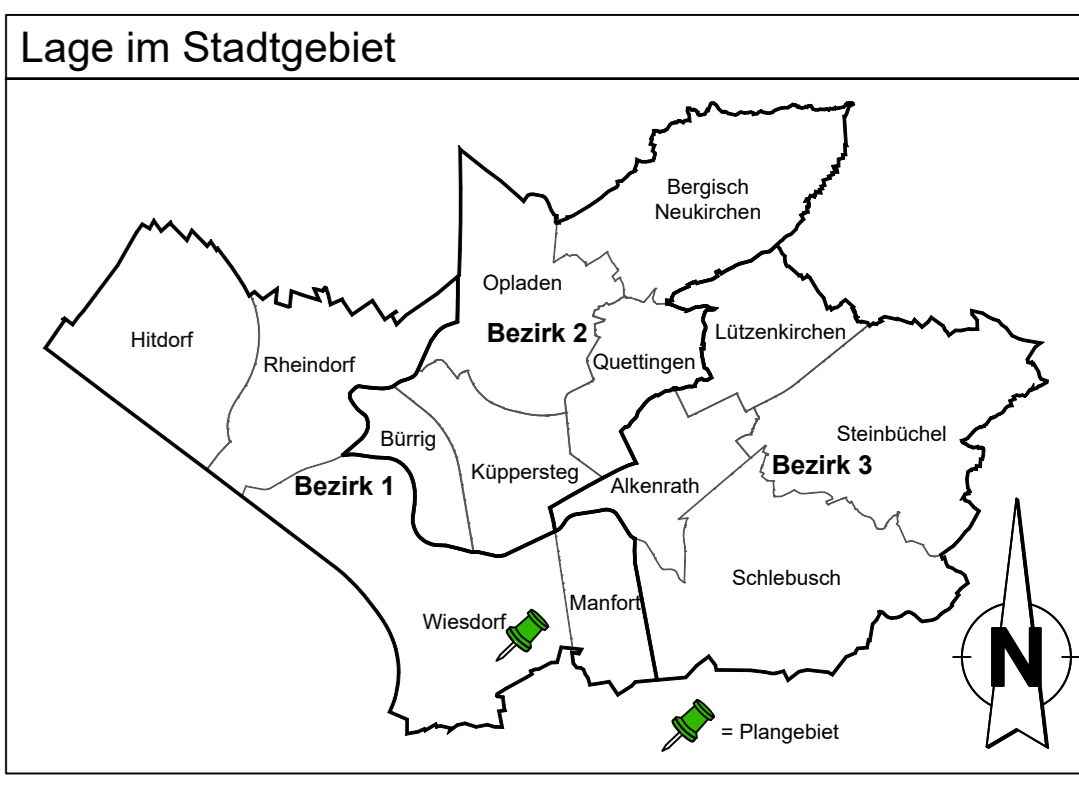 Lage im Stadtgebiet
Bergisch
Neukirchen
Opladen
Bezirk 2
Lützenkirchen
Hitdorf
Rheindorf
Quettingen
Bürrig
Steinbüchel
Bezirk 3
Küppersteg
Bezirk 1
Alkenrath
Schlebusch
Manfort
Wiesdorf
N
= Plangebiet